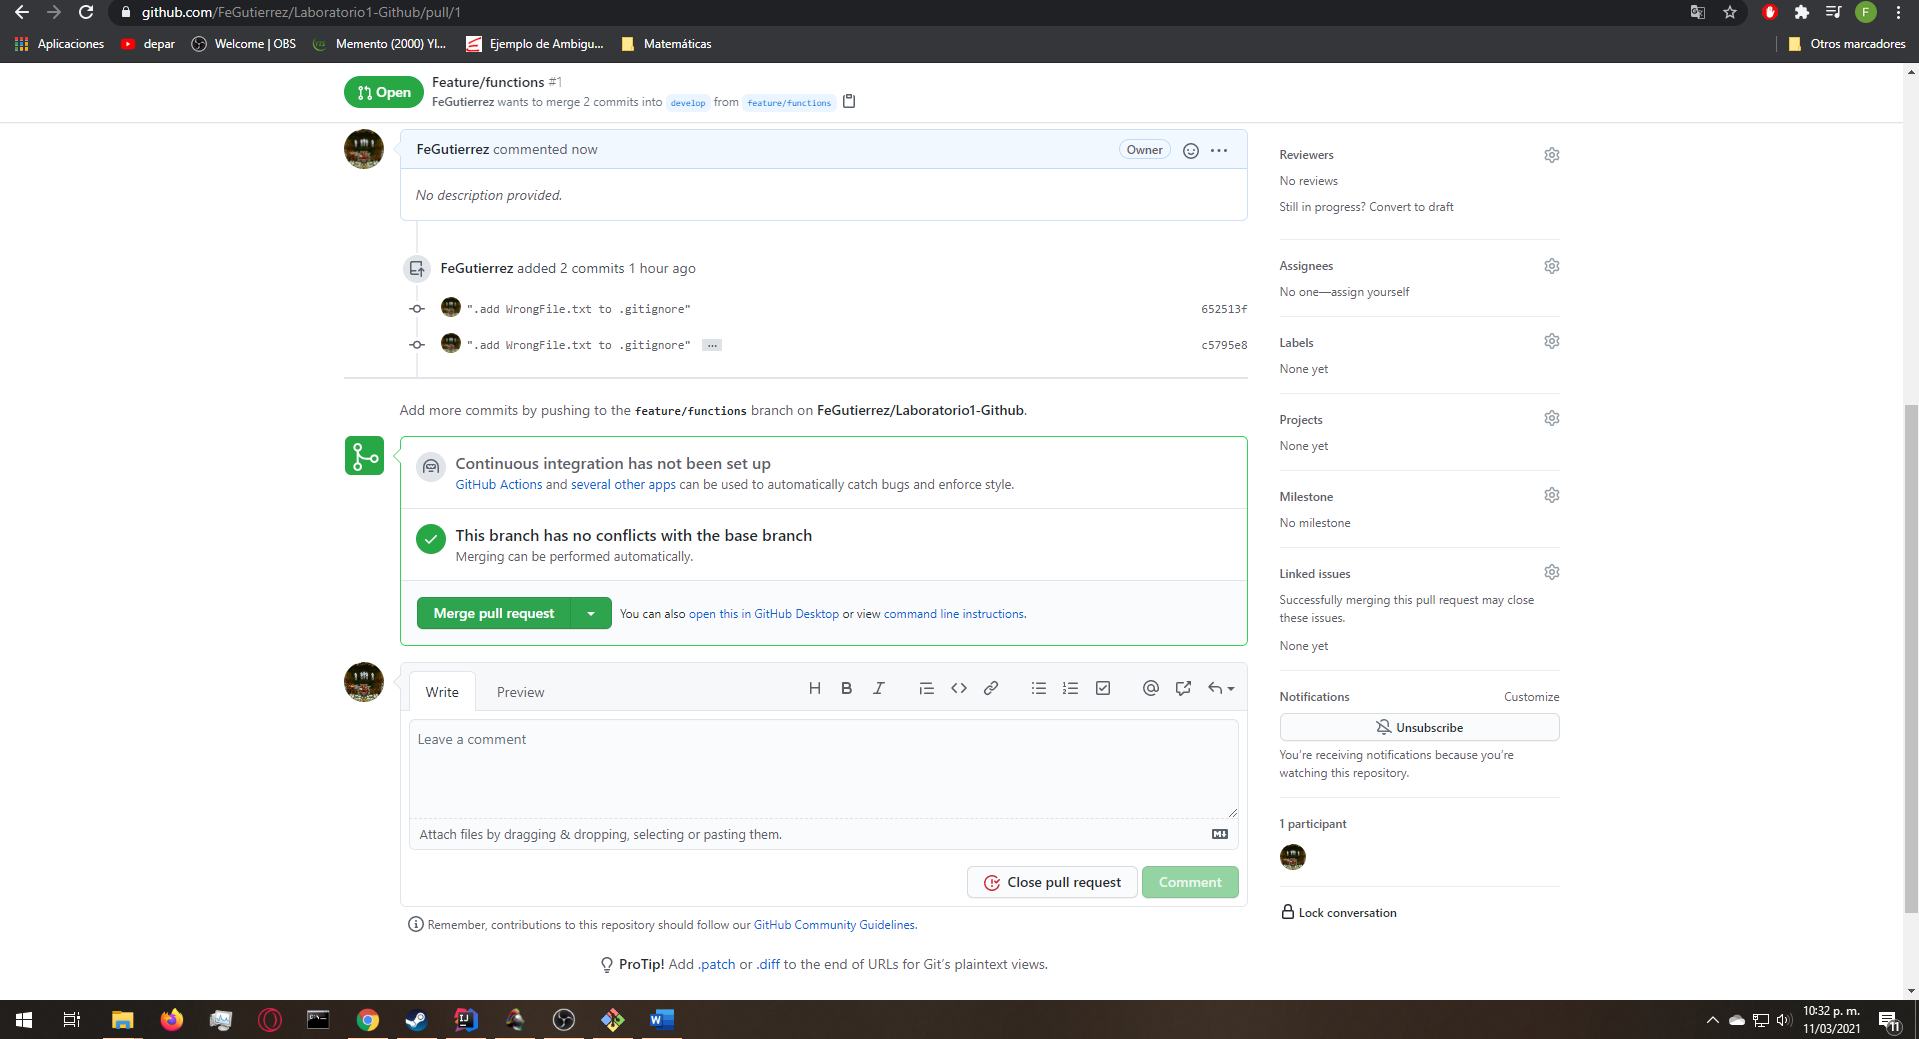 github.com/FeGutierrez/Laboratorio1-Github/pull/1
F
Aplicaciones
depar
Welcome | OBS
Memento (2000) YI...
Ejemplo de Ambigu...
Matemáticas
Otros marcadores
Open
Feature/functions #1
FeGutierrez wants to merge 2 commits into develop from feature/functions
FeGutierrez commented now
Owner
No description provided.
FeGutierrez added 2 commits 1 hour ago
".add WrongFile.txt to .gitignore"
652513f
".add WrongFile.txt to .gitignore" ...
c5795e8
Add more commits by pushing to the feature/functions branch on FeGutierrez/Laboratorio1-Github.
Continuous integration has not been set up
GitHub Actions and several other apps can be used to automatically catch bugs and enforce style.
This branch has no conflicts with the base branch
Merging can be performed automatically.
Merge pull request
You can also open this in GitHub Desktop or view command line instructions.
Write
Preview
H B I
Leave a comment
Attach files by dragging & dropping, selecting or pasting them.
Close pull request
Comment
Remember, contributions to this repository should follow our GitHub Community Guidelines.
ProTip! Add .patch or .diff to the end of URLs for Git's plaintext views.
Reviewers
No reviews
Still in progress? Convert to draft
Assignees
No one—assign yourself
Labels
None yet
Projects
None yet
Milestone
No milestone
Linked issues
Successfully merging this pull request may close
these issues.
None yet
Notifications
Customize
Unsubscribe
You're receiving notifications because you're
watching this repository.
1 participant
Lock conversation
10:32 p. m.
11/03/2021
11